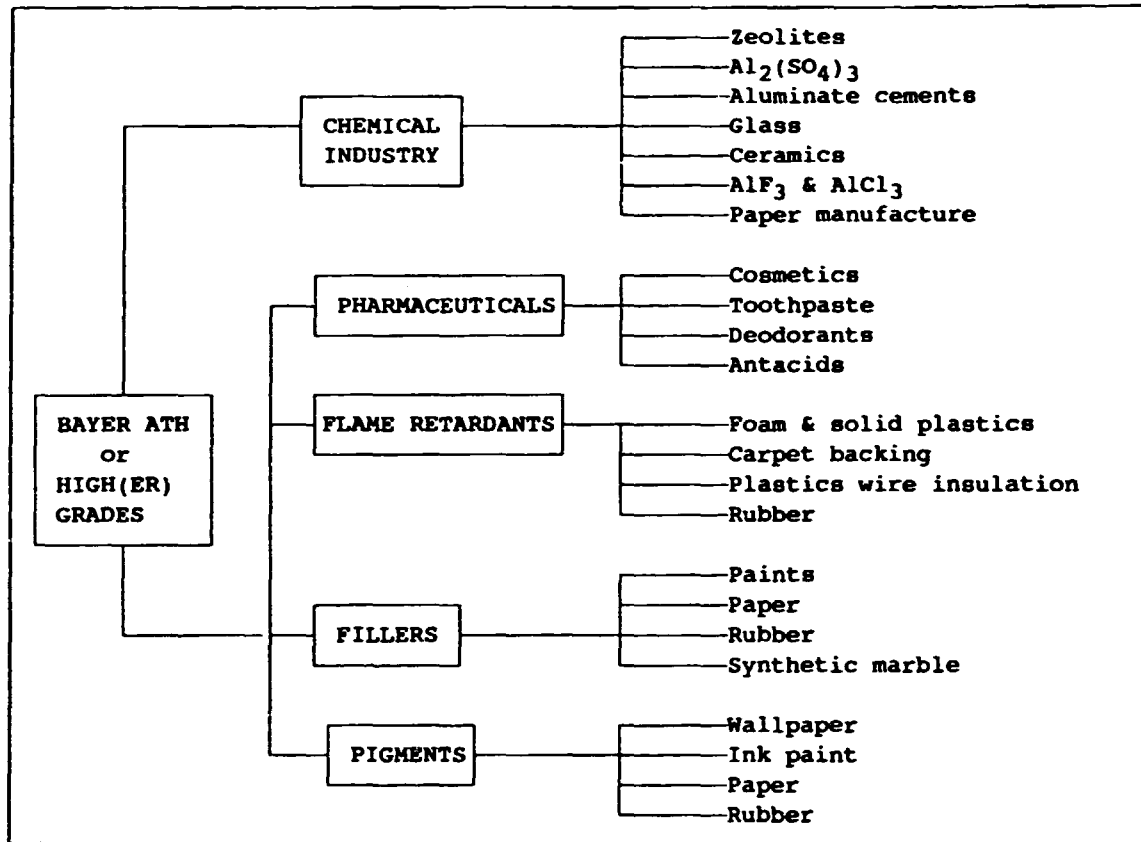 Zeolites
Al₂(SO₄)₃
Aluminate cements
CHEMICAL
INDUSTRY
Glass
Ceramics
AlF₃ & AlCl₃
Paper manufacture
PHARMACEUTICALS
Cosmetics
Toothpaste
Deodorants
Antacids
BAYER ATH
or
HIGH(ER)
GRADES
FLAME RETARDANTS
Foam & solid plastics
Carpet backing
Plastics wire insulation
Rubber
FILLERS
Paints
Paper
Rubber
Synthetic marble
PIGMENTS
Wallpaper
Ink paint
Paper
Rubber